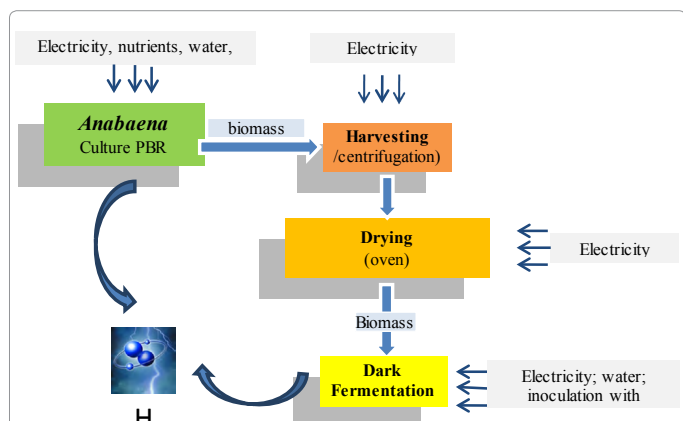 Electricity, nutrients, water,
Electricity
Anabaena
Culture PBR
biomass
Harvesting
/centrifugation)
Drying
(oven)
Electricity
Biomass
Dark
Fermentation
Electricity; water;
inoculation with
H